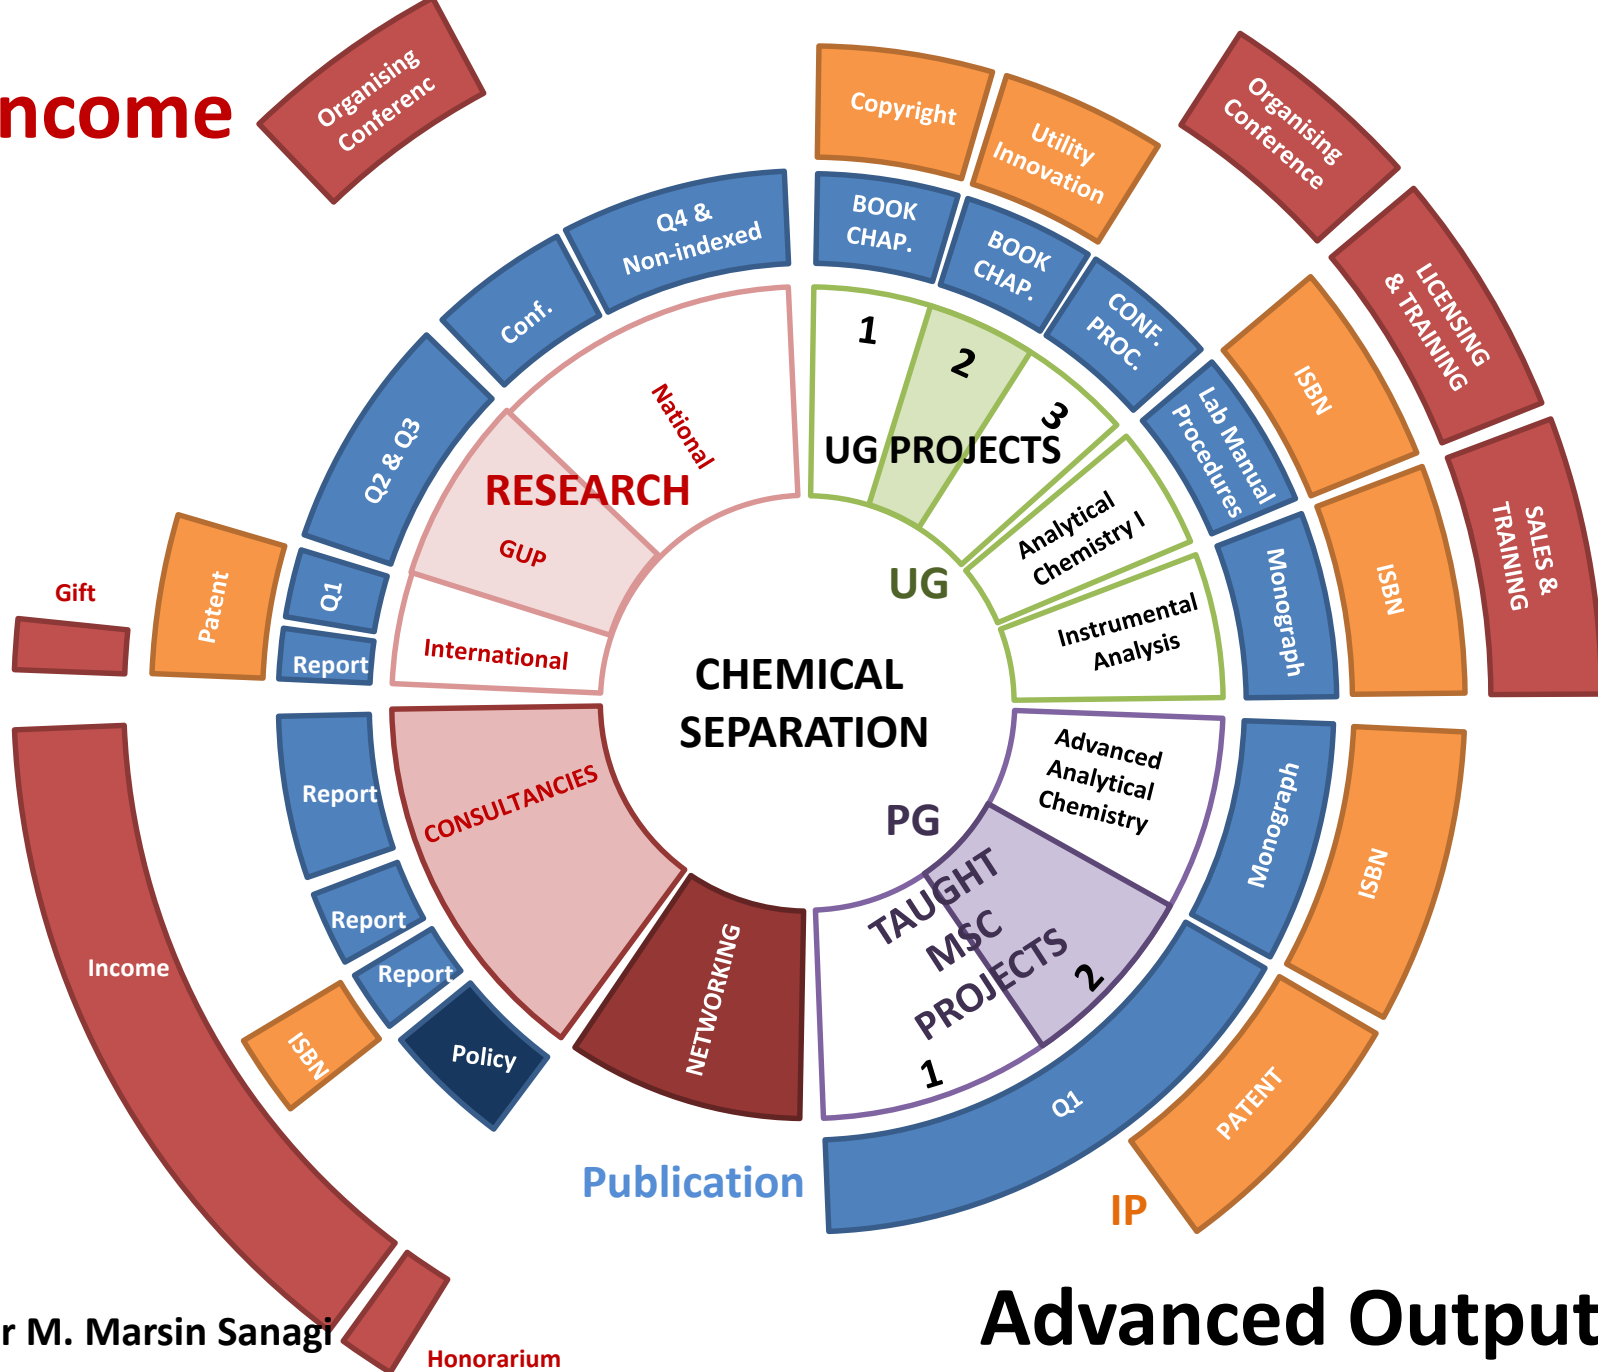 ncome
Organising
Conferenc
Copyright
Utility
Innovation
Organising
Conference
LICENSING
& TRAINING
SALES &
TRAINING
Q4 &
Non-indexed
Conf.
Q2 & Q3
Q1
Report
Patent
Gift
BOOK
CHAP.
BOOK
CHAP.
CONF.
PROC.
Lab Manual
Procedures
Monograph
ISBN
ISBN
National
RESEARCH
GUP
International
1
2
3
UG PROJECTS
Analytical
Chemistry I
Instrumental
Analysis
UG
CHEMICAL
SEPARATION
PG
Advanced
Analytical
Chemistry
TAUGHT
MSC
PROJECTS
2
1
Monograph
ISBN
Q1
PATENT
CONSULTANCIES
NETWORKING
Report
Report
Report
Policy
ISBN
Income
Publication
IP
Advanced Output
r M. Marsin Sanagi
Honorarium